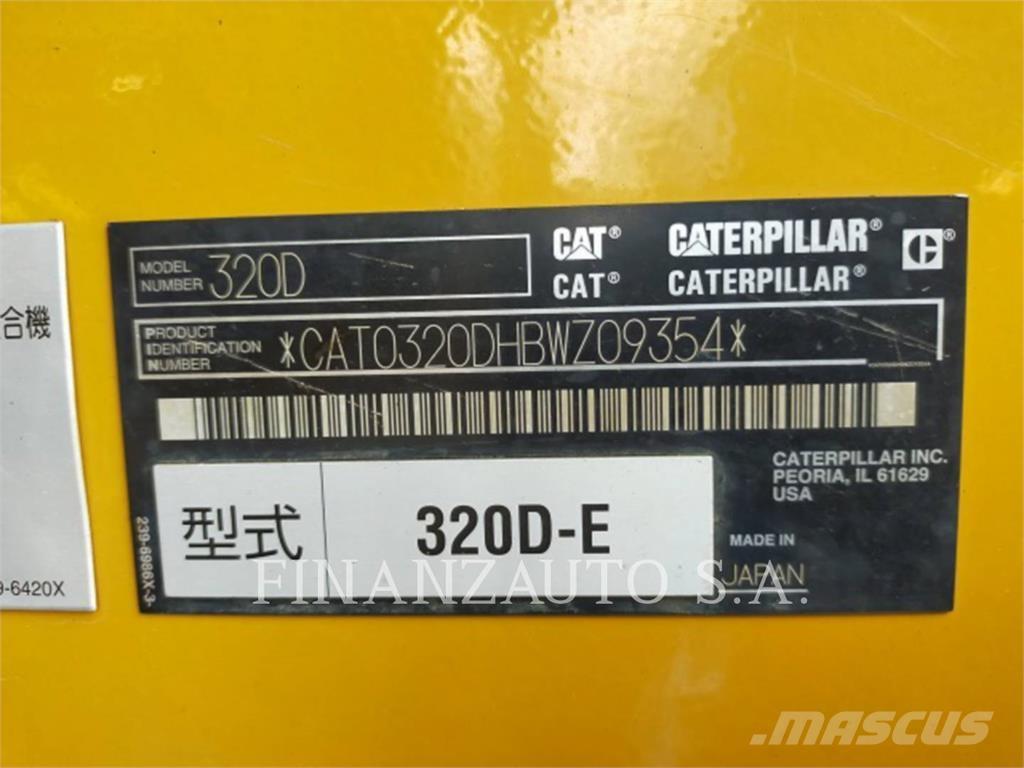 合機
9-6420X
MODEL
NUMBER 320D
CAT® CATERPILLAR®
CAT® CATERPILLAR®
PRODUCT
IDENTIFICATION
NUMBER
*CAT0320DHBWZ09354*
CATERPILLAR INC.
PEORIA, IL 61629
USA
型式 320D-E
MADE IN
JAPAN
239-6986X-3
FINANZAUTO S.A.
MASCUS